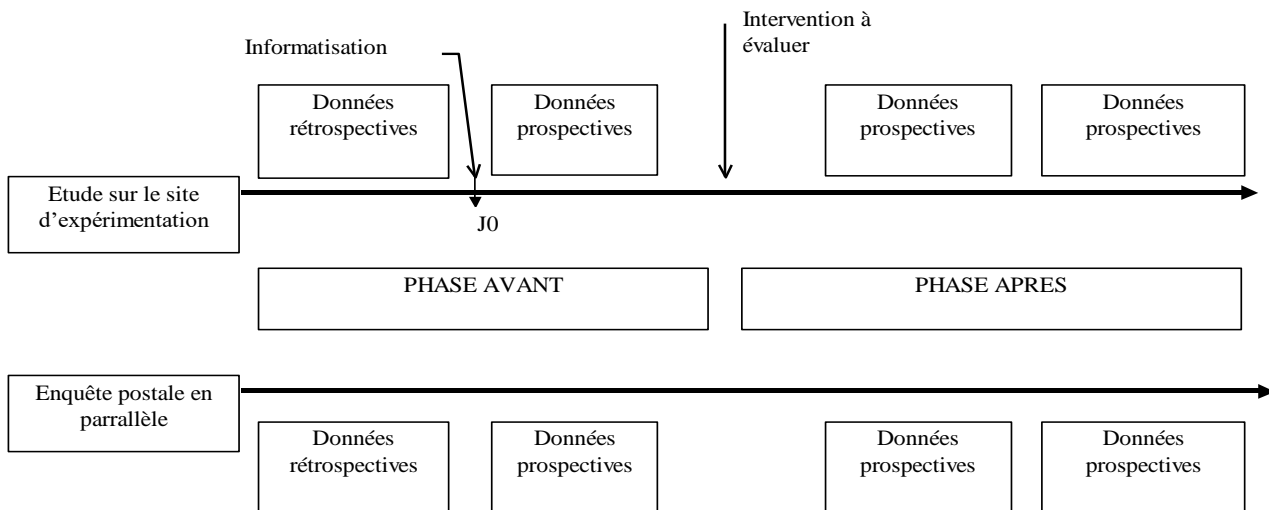 Informatisation
Intervention à
évaluer
Données
rétrospectives
Données
prospectives
Données
prospectives
Données
prospectives
Etude sur le site
d’expérimentation
J0
PHASE AVANT
PHASE APRES
Enquête postale en
parrallèle
Données
rétrospectives
Données
prospectives
Données
prospectives
Données
prospectives